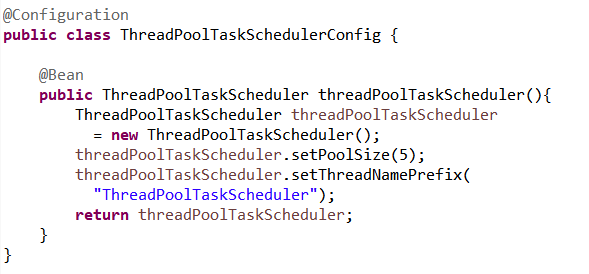 @Configuration
public class ThreadPoolTaskSchedulerConfig {
@Bean
public ThreadPoolTaskScheduler threadPoolTaskScheduler(){
ThreadPoolTaskScheduler threadPoolTaskScheduler
= new ThreadPoolTaskScheduler();
threadPoolTaskScheduler.setPoolSize(5);
threadPoolTaskScheduler.setThreadNamePrefix(
"ThreadPoolTaskScheduler");
return threadPoolTaskScheduler;
}
}